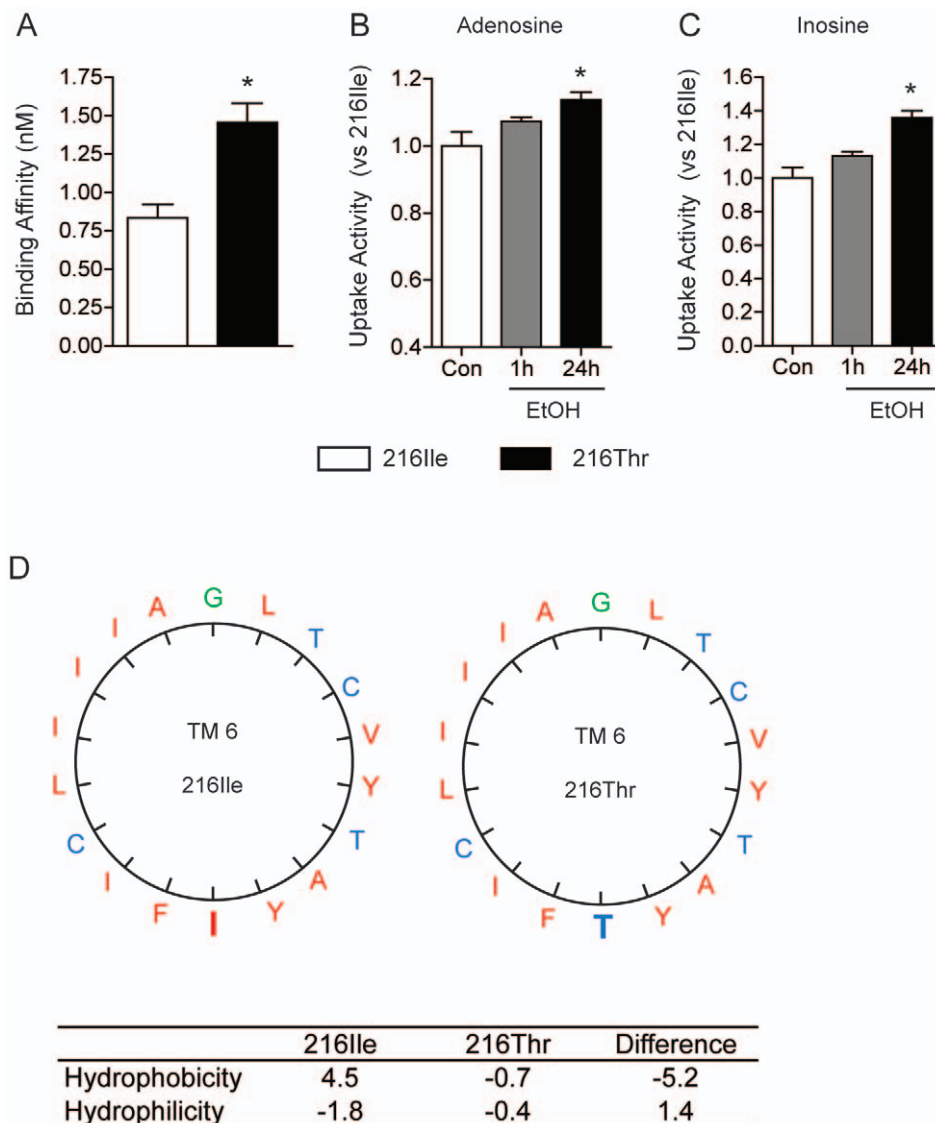 A
Binding Affinity (nM)
1.75
1.50
1.25
1.00
0.75
0.50
0.25
0.00
*
B
Adenosine
Uptake Activity (vs 216Ile)
1.2
1.0
0.8
0.6
0.4
*
Con 1h 24h
EtOH
C
Inosine
Uptake Activity (vs 216Ile)
1.6
1.4
1.2
1.0
0.8
0.6
0.4
0.2
0.0
*
Con 1h 24h
EtOH
216Ile 216Thr
D
G L T C V Y T A Y I F I C L I I I A
TM 6
216Ile
G L T C V Y T A Y T F I C L I I I A
TM 6
216Thr
216Ile 216Thr Difference
Hydrophobicity 4.5 -0.7 -5.2
Hydrophilicity -1.8 -0.4 1.4